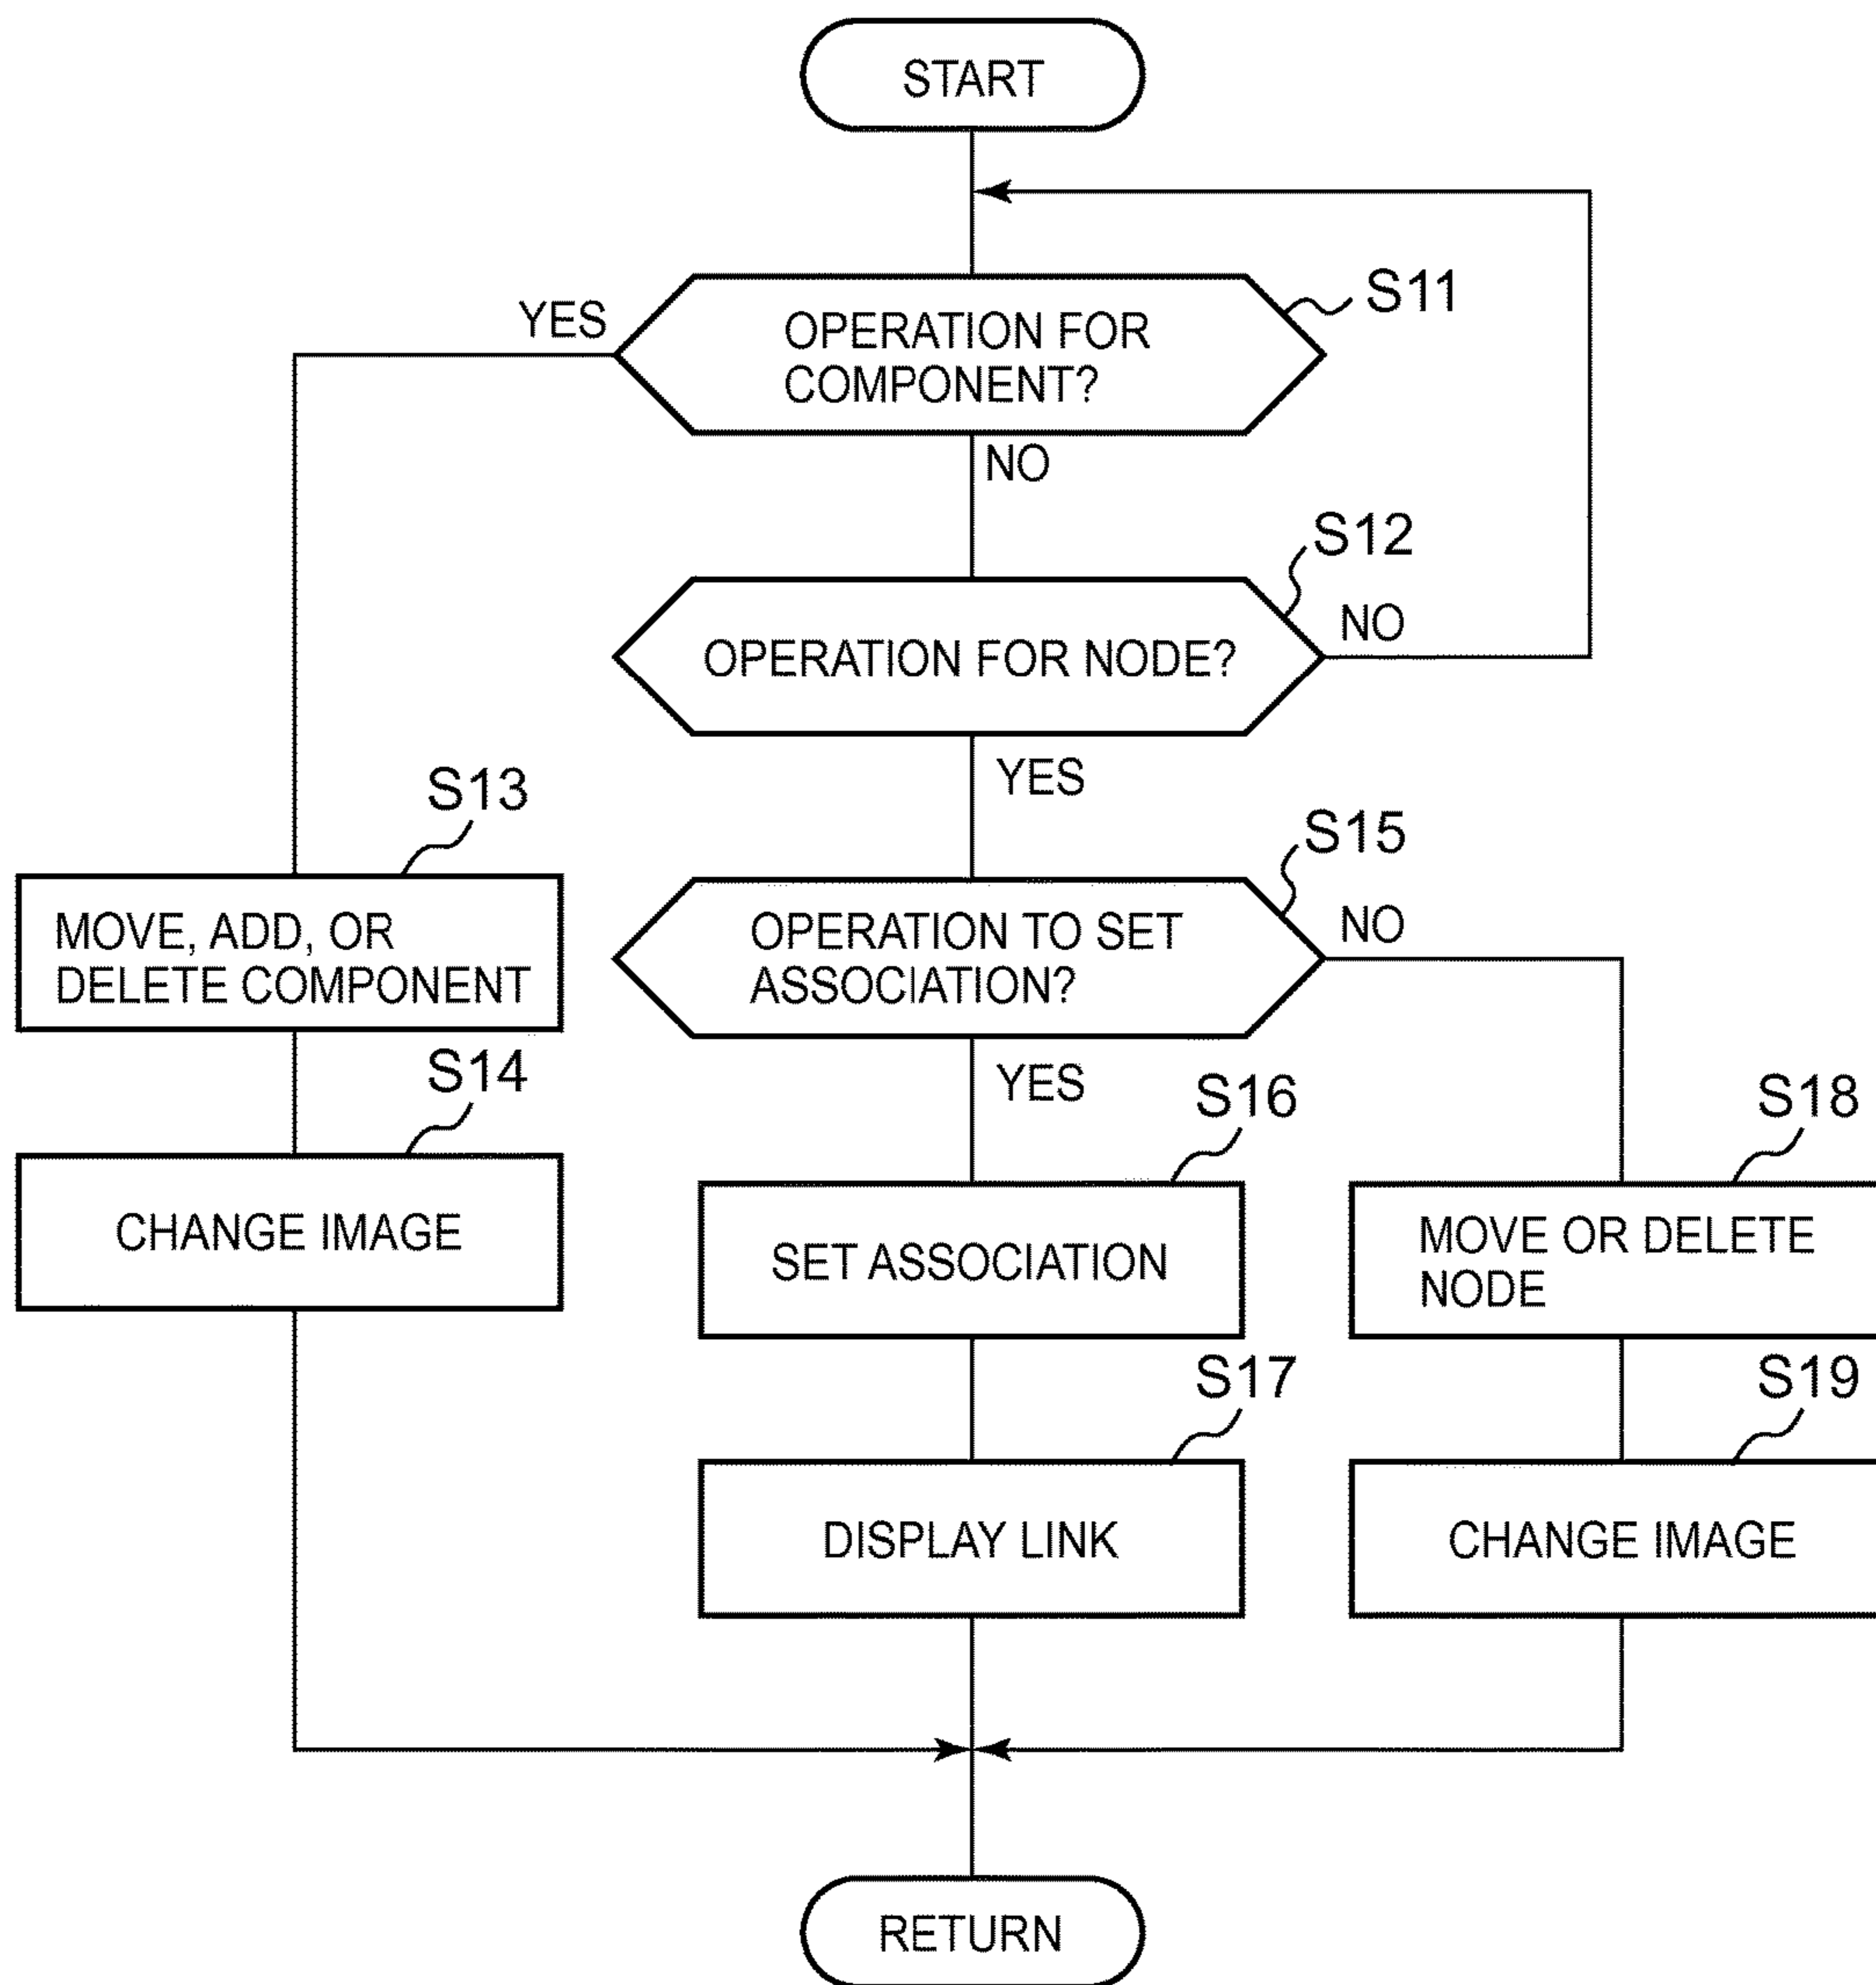 START
S11
YES
OPERATION FOR
COMPONENT?
NO
S12
OPERATION FOR NODE?
NO
YES
S13
S15
MOVE, ADD, OR
DELETE COMPONENT
OPERATION TO SET
ASSOCIATION?
NO
S14
YES
S16
S18
CHANGE IMAGE
SET ASSOCIATION
MOVE OR DELETE
NODE
S17
S19
DISPLAY LINK
CHANGE IMAGE
RETURN